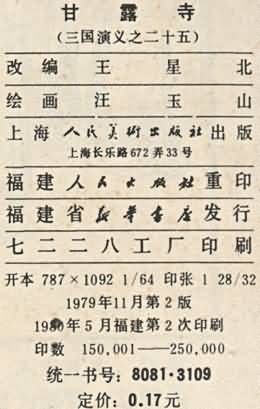 甘露寺
（三国演义之二十五）
改编 王星北
绘画 汪玉山
上海人民美術出版社出版
上海长乐路672弄33号
福建人民出版社重印
福建省新华書店发行
七二二八工厂印刷
开本 787×1092 1/64 印张 1 28/32
1979年11月第2版
1980年5月福建第2次印刷
印数 150,001——250,000
统一书号：8081·3109
定价：0.17元